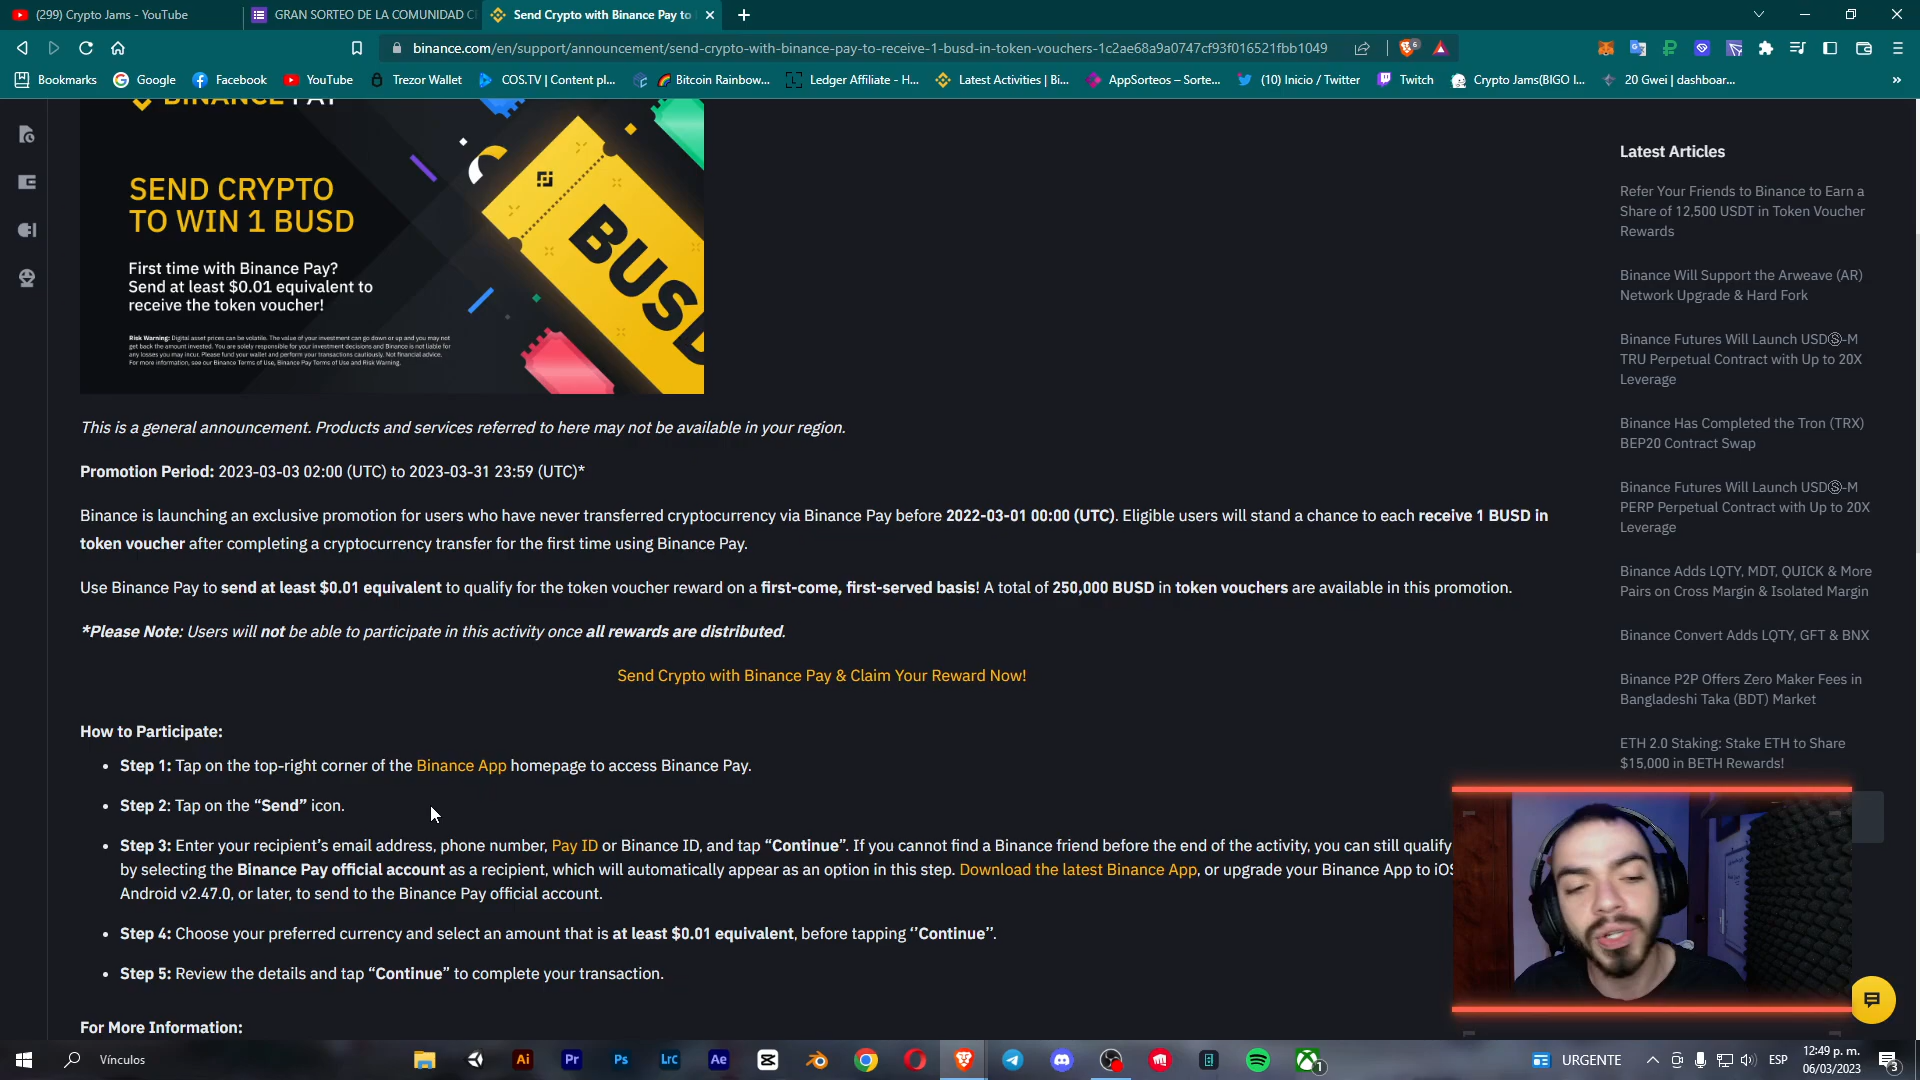 (299) Crypto Jams - YouTube
GRAN SORTEO DE LA COMUNIDAD
Send Crypto with Binance Pay to
binance.com/en/support/announcement/send-crypto-with-binance-pay-to-receive-1-busd-in-token-vouchers-1c2ae68a9a0747cf93f016521fbb1049
Bookmarks
Google
Facebook
YouTube
Trezor Wallet
COS.TV | Content pl...
Bitcoin Rainbow...
Ledger Affiliate - H...
Latest Activities | Bi...
AppSorteos – Sorte...
(10) Inicio / Twitter
Twitch
Crypto Jams(BIGO l...
20 Gwei | dashboar...
BINANCE PAY
SEND CRYPTO
TO WIN 1 BUSD
First time with Binance Pay?
Send at least $0.01 equivalent to
receive the token voucher!
Risk Warning: Digital asset prices can be volatile. The value of your investment can go down or up and you may not
get back the amount invested. You are solely responsible for your investment decisions and Binance is not liable for
any losses you may incur. Please fund your wallet and perform your transactions cautiously. Not financial advice.
For more information, see our Binance Terms of Use, Binance Pay Terms of Use and Risk Warning.
BUSD
This is a general announcement. Products and services referred to here may not be available in your region.
Promotion Period: 2023-03-03 02:00 (UTC) to 2023-03-31 23:59 (UTC)*
Binance is launching an exclusive promotion for users who have never transferred cryptocurrency via Binance Pay before 2022-03-01 00:00 (UTC). Eligible users will stand a chance to each receive 1 BUSD in
token voucher after completing a cryptocurrency transfer for the first time using Binance Pay.
Use Binance Pay to send at least $0.01 equivalent to qualify for the token voucher reward on a first-come, first-served basis! A total of 250,000 BUSD in token vouchers are available in this promotion.
*Please Note: Users will not be able to participate in this activity once all rewards are distributed.
Send Crypto with Binance Pay & Claim Your Reward Now!
How to Participate:
• Step 1: Tap on the top-right corner of the Binance App homepage to access Binance Pay.
• Step 2: Tap on the “Send” icon.
• Step 3: Enter your recipient’s email address, phone number, Pay ID or Binance ID, and tap “Continue”. If you cannot find a Binance friend before the end of the activity, you can still qualify
by selecting the Binance Pay official account as a recipient, which will automatically appear as an option in this step. Download the latest Binance App, or upgrade your Binance App to iOS
Android v2.47.0, or later, to send to the Binance Pay official account.
• Step 4: Choose your preferred currency and select an amount that is at least $0.01 equivalent, before tapping ‘’Continue’’.
• Step 5: Review the details and tap “Continue” to complete your transaction.
For More Information:
Latest Articles
Refer Your Friends to Binance to Earn a
Share of 12,500 USDT in Token Voucher
Rewards
Binance Will Support the Arweave (AR)
Network Upgrade & Hard Fork
Binance Futures Will Launch USDⓈ-M
TRU Perpetual Contract with Up to 20X
Leverage
Binance Has Completed the Tron (TRX)
BEP20 Contract Swap
Binance Futures Will Launch USDⓈ-M
PERP Perpetual Contract with Up to 20X
Leverage
Binance Adds LQTY, MDT, QUICK & More
Pairs on Cross Margin & Isolated Margin
Binance Convert Adds LQTY, GFT & BNX
Binance P2P Offers Zero Maker Fees in
Bangladeshi Taka (BDT) Market
ETH 2.0 Staking: Stake ETH to Share
$15,000 in BETH Rewards!
Vínculos
Ai
Pr
Ps
LrC
Ae
1
URGENTE
ESP
12:49 p. m.
06/03/2023
3